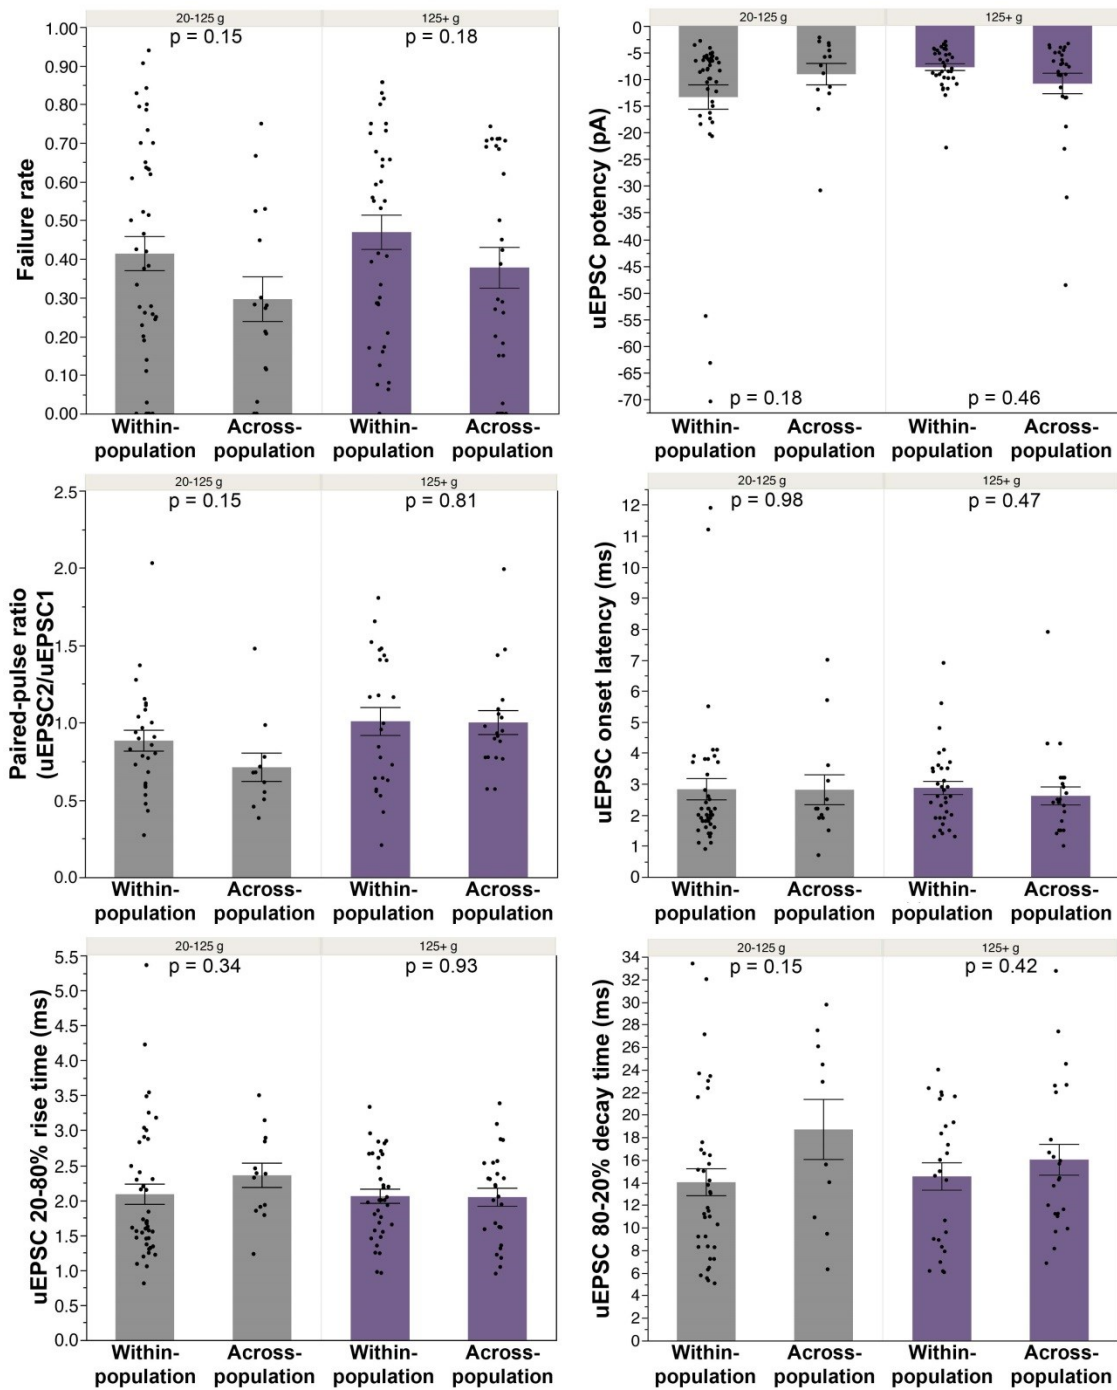 20-125 g
125+ g
p = 0.15
p = 0.18
1.00
0.90
0.80
0.70
0.60
0.50
0.40
0.30
0.20
0.10
0.00
Failure rate
Within-
population
Across-
population
Within-
population
Across-
population
20-125 g
125+ g
0
-5
-10
-15
-20
-25
-30
-35
-40
-45
-50
-55
-60
-65
-70
uEPSC potency (pA)
p = 0.18
p = 0.46
Within-
population
Across-
population
Within-
population
Across-
population
20-125 g
125+ g
p = 0.15
p = 0.81
2.5
2.0
1.5
1.0
0.5
0.0
Paired-pulse ratio
(uEPSC2/uEPSC1
Within-
population
Across-
population
Within-
population
Across-
population
20-125 g
125+ g
p = 0.98
p = 0.47
12
11
10
9
8
7
6
5
4
3
2
1
0
uEPSC onset latency (ms)
Within-
population
Across-
population
Within-
population
Across-
population
20-125 g
125+ g
p = 0.34
p = 0.93
5.5
5.0
4.5
4.0
3.5
3.0
2.5
2.0
1.5
1.0
0.5
0.0
uEPSC 20-80% rise time (ms)
Within-
population
Across-
population
Within-
population
Across-
population
20-125 g
125+ g
p = 0.15
p = 0.42
34
32
30
28
26
24
22
20
18
16
14
12
10
8
6
4
2
0
uEPSC 80-20% decay time (ms)
Within-
population
Across-
population
Within-
population
Across-
population